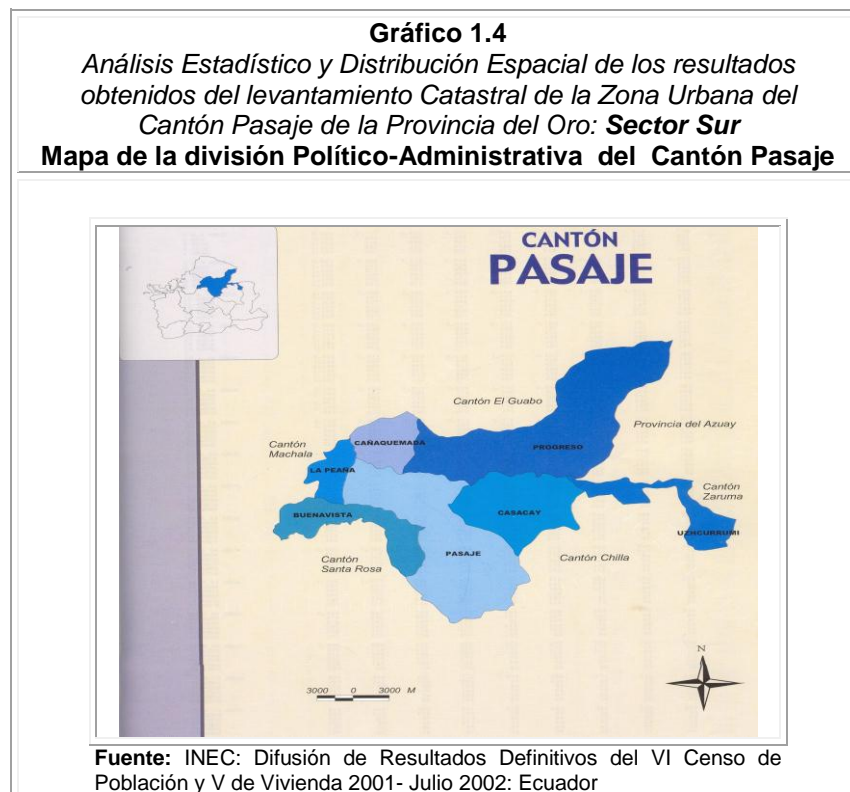 Gráfico 1.4
Análisis Estadístico y Distribución Espacial de los resultados
obtenidos del levantamiento Catastral de la Zona Urbana del
Cantón Pasaje de la Provincia del Oro: Sector Sur
Mapa de la división Político-Administrativa del Cantón Pasaje
CANTÓN
PASAJE
Cantón El Guabo
Provincia del Azuay
Cantón
Machala
CAÑAQUEMADA
PROGRESO
LA PEAÑA
Cantón
Zaruma
BUENAVISTA
CASACAY
UZHCURRUMI
PASAJE
Cantón
Santa Rosa
Cantón Chilla
N
3000 0 3000 M
Fuente: INEC: Difusión de Resultados Definitivos del VI Censo de
Población y V de Vivienda 2001- Julio 2002: Ecuador